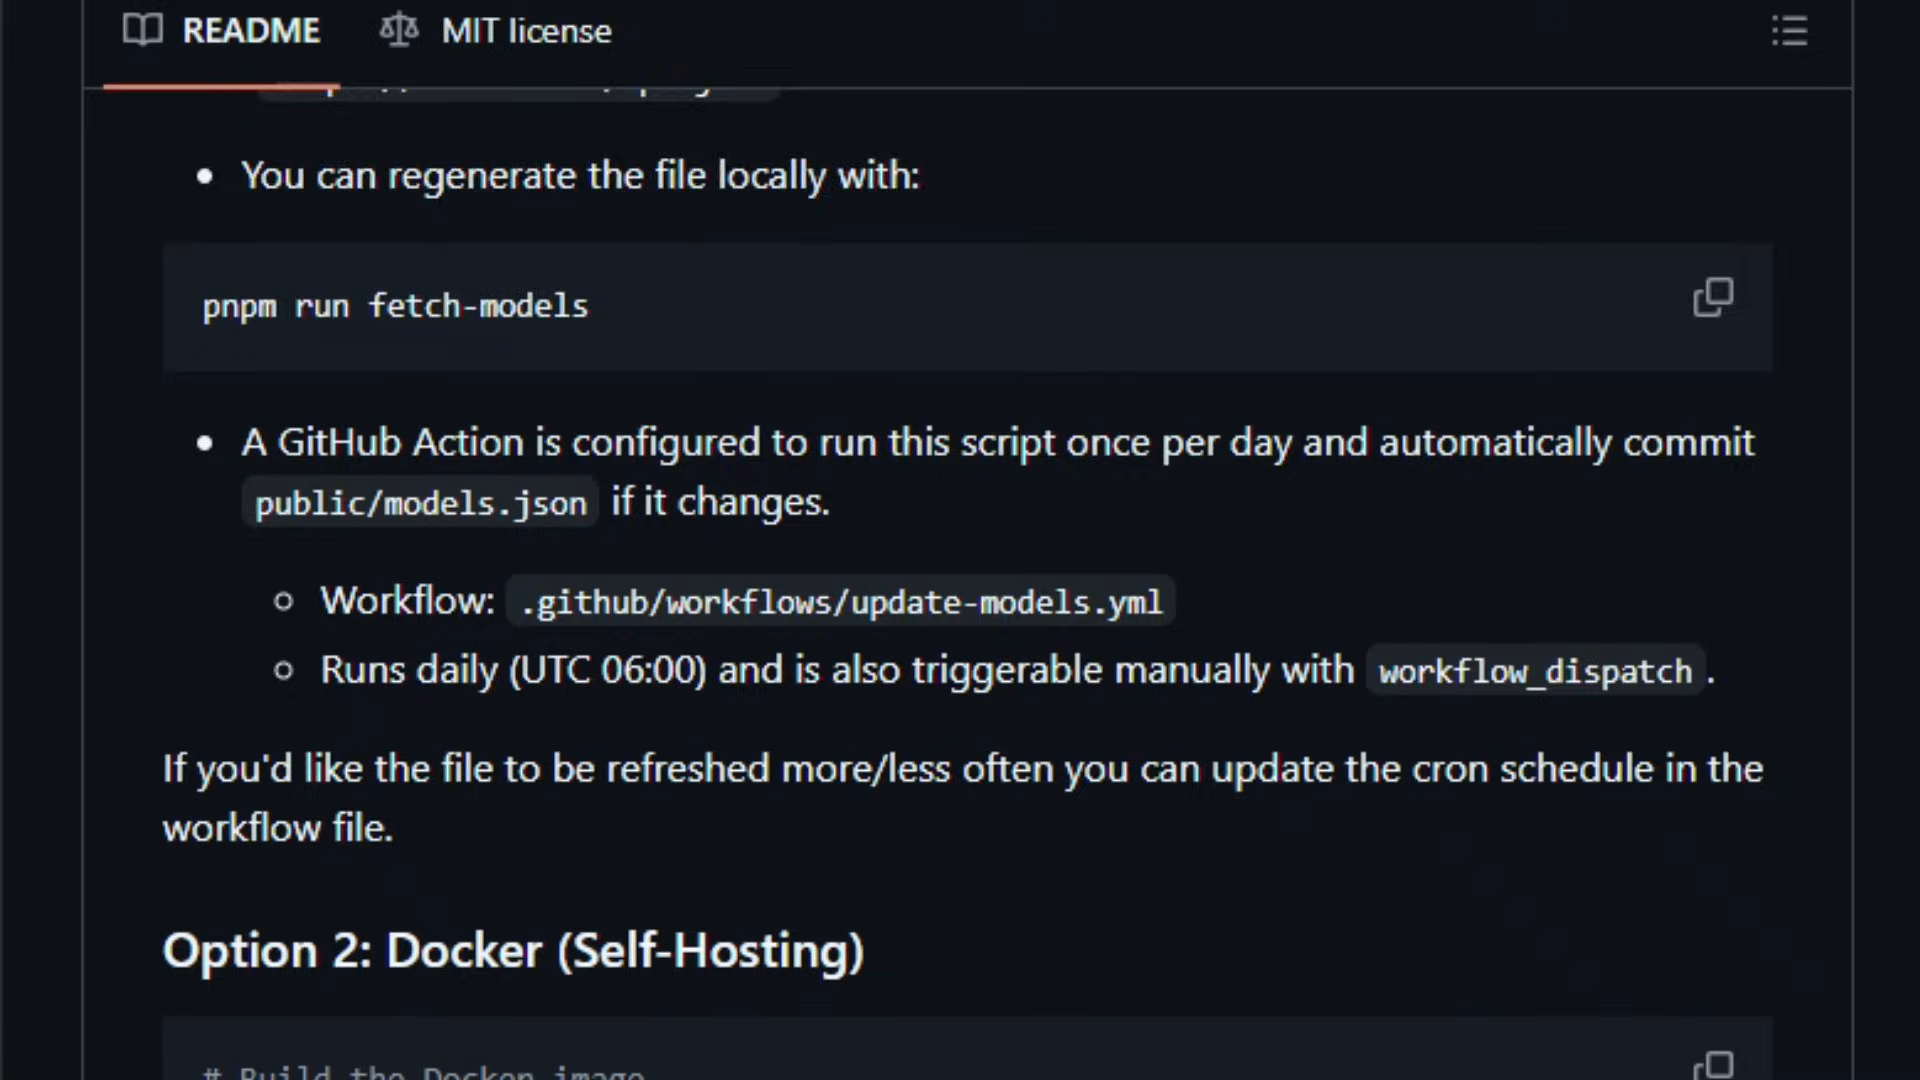 README
MIT license
You can regenerate the file locally with:
pnpm run fetch-models
A GitHub Action is configured to run this script once per day and automatically commit
public/models.json if it changes.
Workflow: .github/workflows/update-models.yml
Runs daily (UTC 06:00) and is also triggerable manually with workflow_dispatch.
If you'd like the file to be refreshed more/less often you can update the cron schedule in the
workflow file.
Option 2: Docker (Self-Hosting)
# Build the Docker image